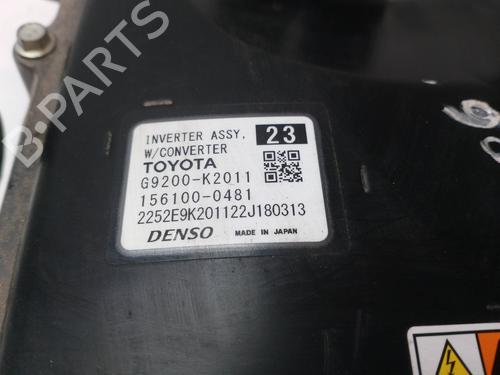 INVERTER ASSY, 23
W/CONVERTER
TOYOTA
G9200-K2011
156100-0481
2252E9K201122J180313
DENSO MADE IN JAPAN
B-PARTS